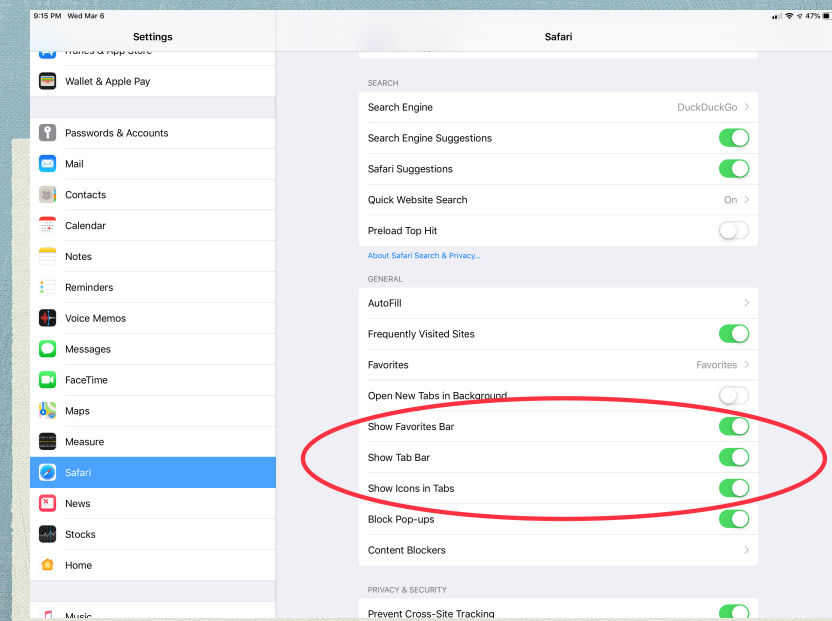 9:15 PM Wed Mar 6
47%
Settings
Wallet & Apple Pay
Passwords & Accounts
Mail
Contacts
Calendar
Notes
Reminders
Voice Memos
Messages
FaceTime
Maps
Measure
Safari
News
Stocks
Home
Music
Safari
SEARCH
Search Engine DuckDuckGo
Search Engine Suggestions
Safari Suggestions
Quick Website Search On
Preload Top Hit
About Safari Search & Privacy...
GENERAL
AutoFill
Frequently Visited Sites
Favorites Favorites
Open New Tabs in Background
Show Favorites Bar
Show Tab Bar
Show Icons in Tabs
Block Pop-ups
Content Blockers
PRIVACY & SECURITY
Prevent Cross-Site Tracking